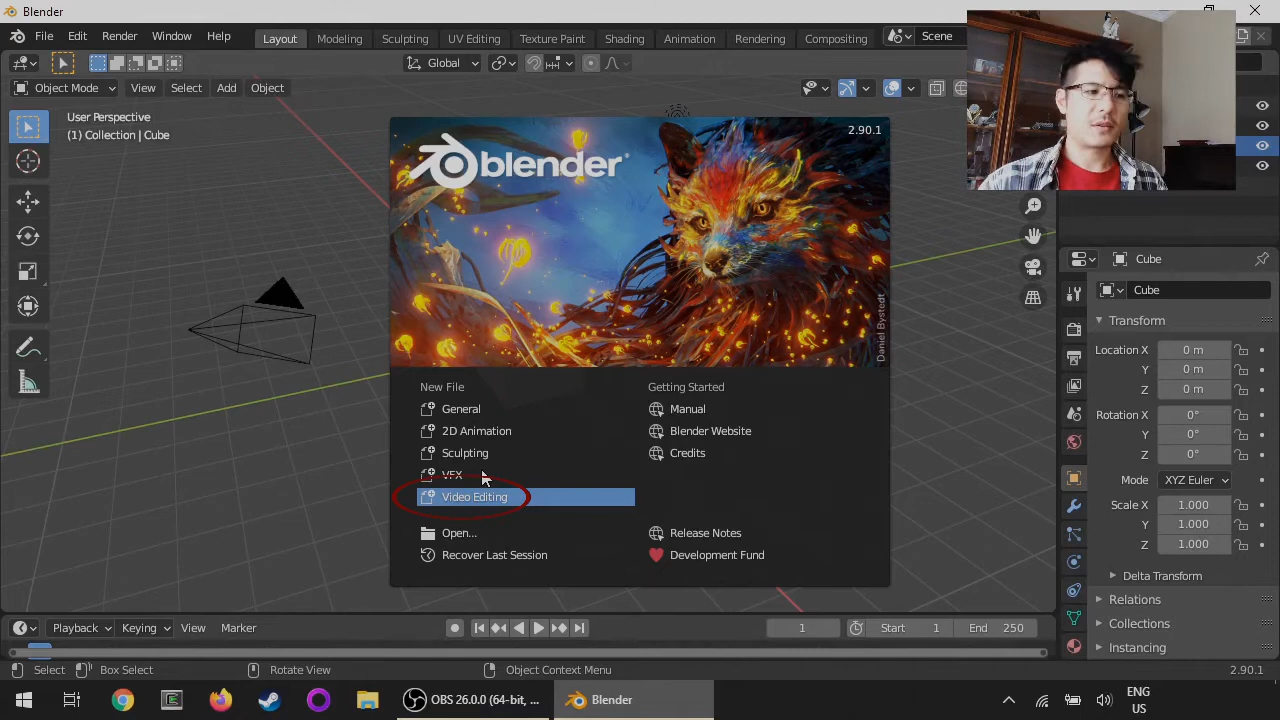 Blender
File Edit Render Window Help
Layout Modeling Sculpting UV Editing Texture Paint Shading Animation Rendering Compositing Scene
Global
Object Mode View Select Add Object
User Perspective
(1) Collection | Cube
2.90.1
blender
Daniel Bystedt
New File
General
2D Animation
Sculpting
VFX
Video Editing
Open...
Recover Last Session
Getting Started
Manual
Blender Website
Credits
Release Notes
Development Fund
Cube
Cube
Transform
Location X 0 m
Y 0 m
Z 0 m
Rotation X 0°
Y 0°
Z 0°
Mode XYZ Euler
Scale X 1.000
Y 1.000
Z 1.000
Delta Transform
Relations
Collections
Instancing
Playback Keying View Marker
1 Start 1 End 250
Select Box Select Rotate View Object Context Menu 2.90.1
OBS 26.0.0 (64-bit, ... Blender
ENG
US